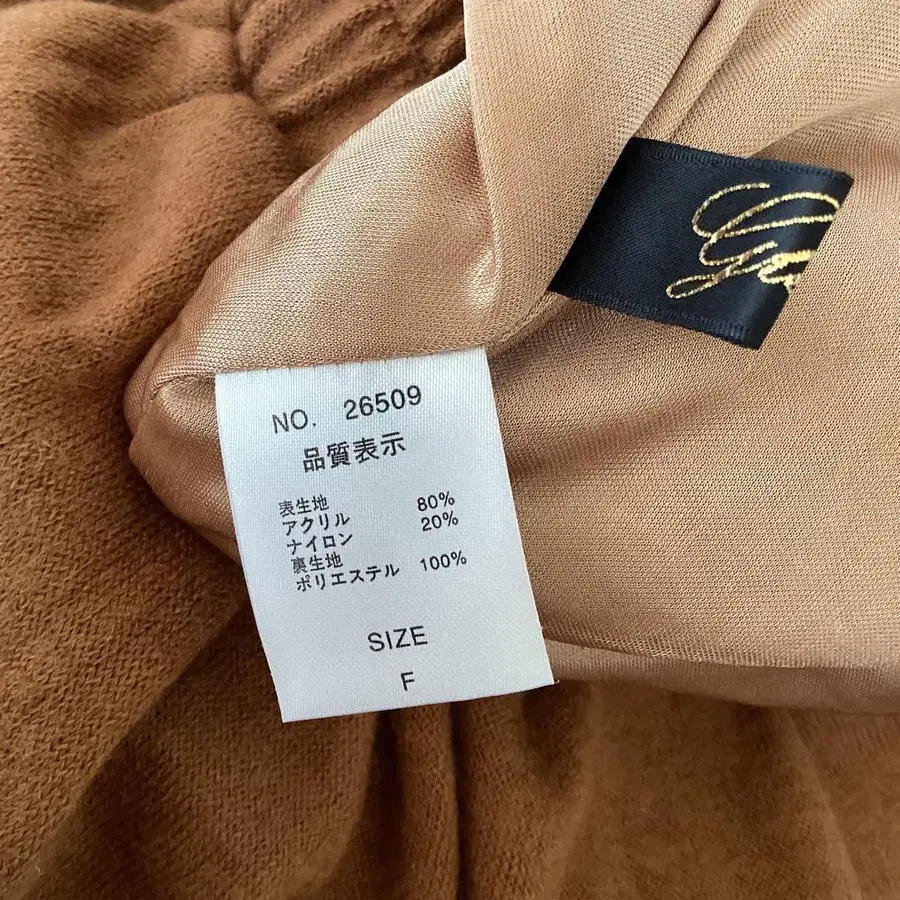 NO. 26509
品質表示
表生地
アクリル 80%
ナイロン 20%
裏生地
ポリエステル 100%
SIZE
F